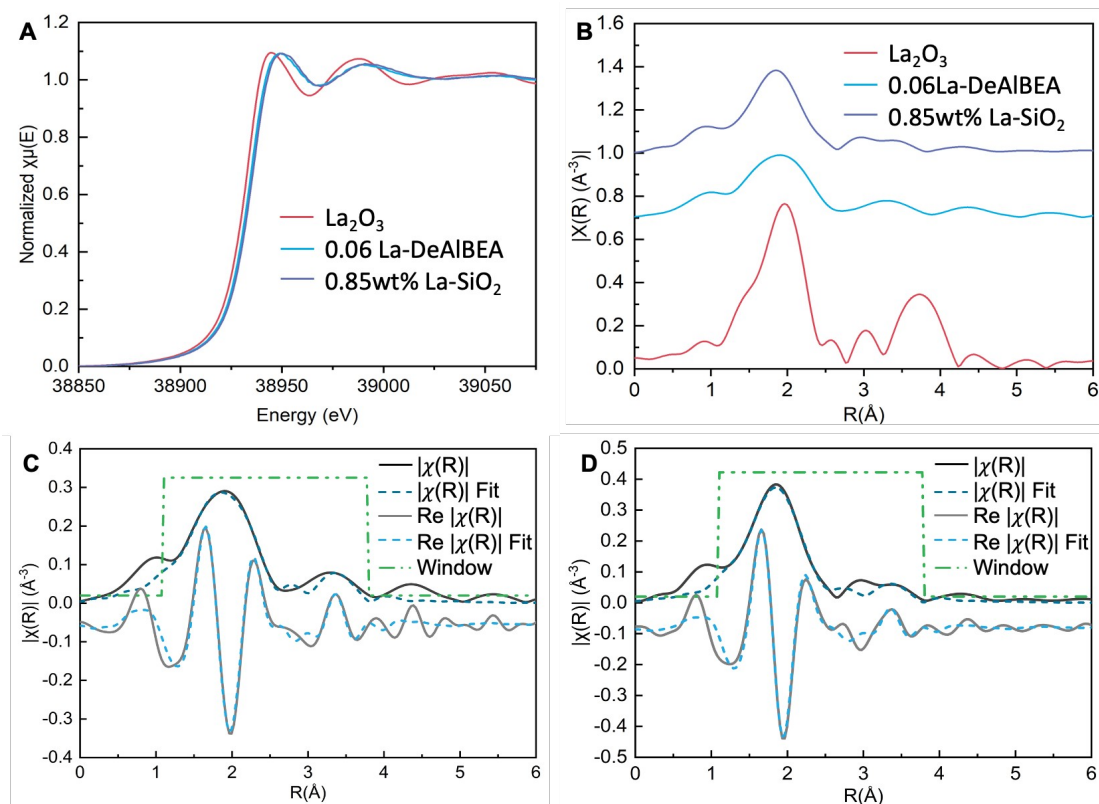 A
1.2
1.0
0.8
0.6
0.4
0.2
0.0
Normalized χμ(E)
La₂O₃
0.06 La-DeAlBEA
0.85wt% La-SiO₂
38850
38900
38950
39000
39050
Energy (eV)
B
1.6
1.4
1.2
1.0
0.8
0.6
0.4
0.2
0.0
|X(R) (A⁻³)|
La₂O₃
0.06La-DeAlBEA
0.85wt% La-SiO₂
0 1 2 3 4 5 6
R(Å)
C
0.4
0.3
0.2
0.1
0.0
-0.1
-0.2
-0.3
-0.4
|χ(R)| (Å⁻³)
|χ(R)|
|χ(R)| Fit
Re |χ(R)|
Re |χ(R)| Fit
Window
0 1 2 3 4 5 6
R(Å)
D
0.5
0.4
0.3
0.2
0.1
0.0
-0.1
-0.2
-0.3
-0.4
-0.5
|χ(R)| (Å⁻³)
|χ(R)|
|χ(R)| Fit
Re |χ(R)|
Re |χ(R)| Fit
Window
0 1 2 3 4 5 6
R(Å)